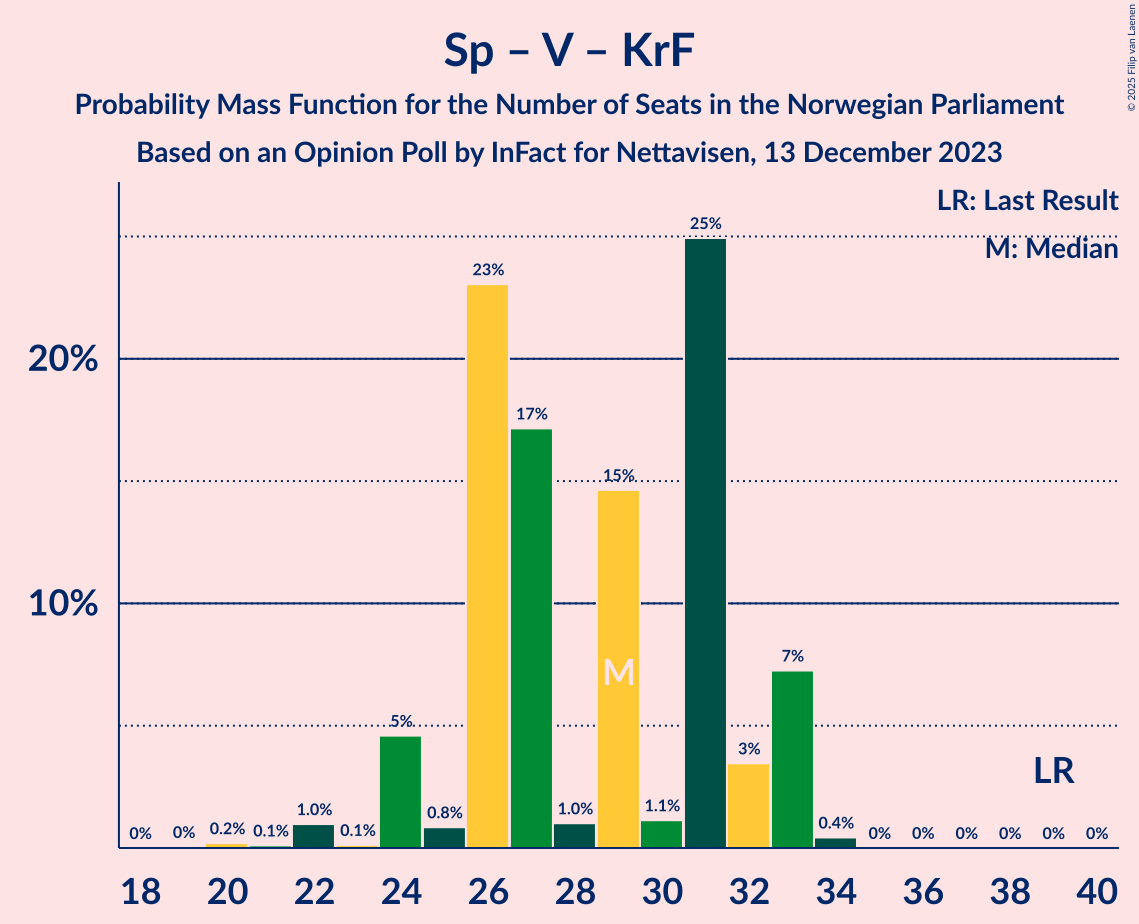 Sp – V – KrF
Probability Mass Function for the Number of Seats in the Norwegian Parliament
Based on an Opinion Poll by InFact for Nettavisen, 13 December 2023
© 2025 Filip van Laenen
LR: Last Result
M: Median
20%
10%
0%
0%
0.2%
0.1%
1.0%
0.1%
5%
0.8%
23%
17%
1.0%
15%
1.1%
25%
3%
7%
0.4%
0%
0%
0%
0%
0%
0%
M
LR
18 20 22 24 26 28 30 32 34 36 38 40